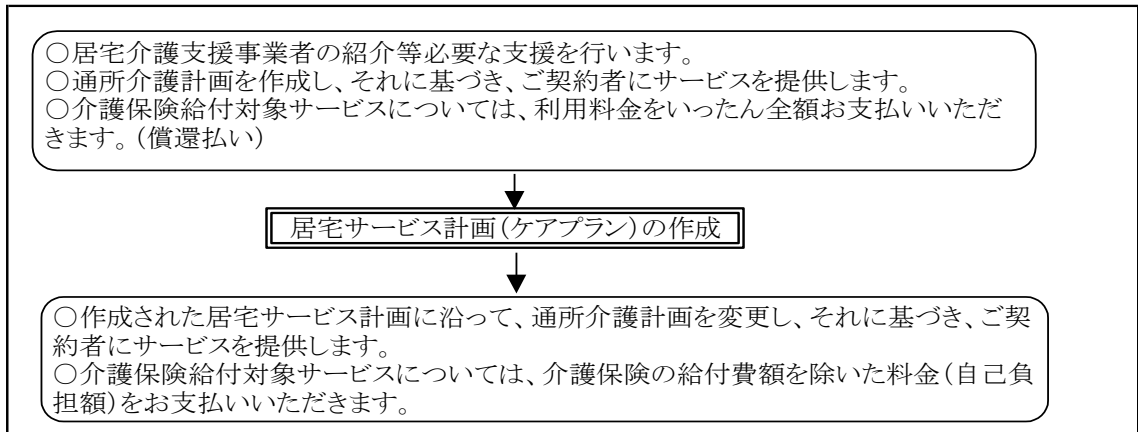 ○居宅介護支援事業者の紹介等必要な支援を行います。
○通所介護計画を作成し、それに基づき、ご契約者にサービスを提供します。
○介護保険給付対象サービスについては、利用料金をいったん全額お支払いいただ
きます。(償還払い)
居宅サービス計画(ケアプラン)の作成
○作成された居宅サービス計画に沿って、通所介護計画を変更し、それに基づき、ご契
約者にサービスを提供します。
○介護保険給付対象サービスについては、介護保険の給付費額を除いた料金(自己負
担額)をお支払いいただきます。